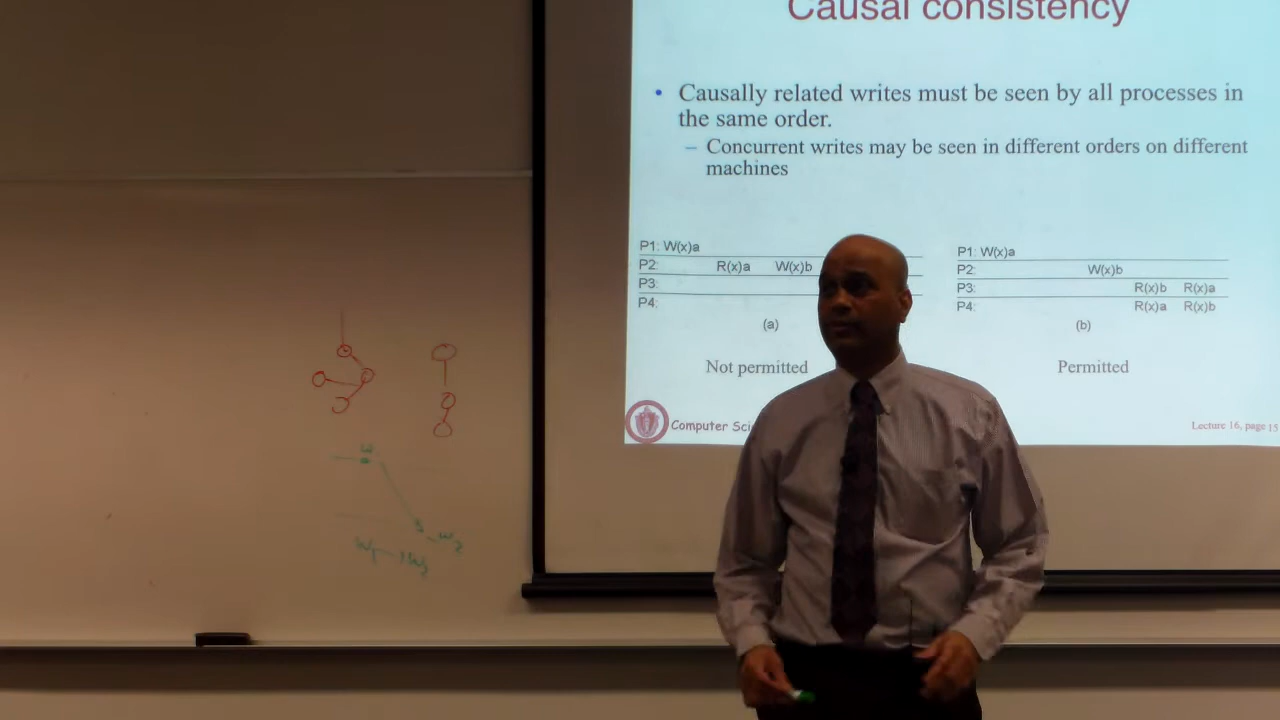 Causal consistency
• Causally related writes must be seen by all processes in
the same order.
– Concurrent writes may be seen in different orders on different
machines
P1: W(x)a
P2: R(x)a W(x)b
P3:
P4:
(a)
Not permitted
P1: W(x)a
P2: W(x)b
P3: R(x)b R(x)a
P4: R(x)a R(x)b
(b)
Permitted
Computer Sci
Lecture 16, page 15